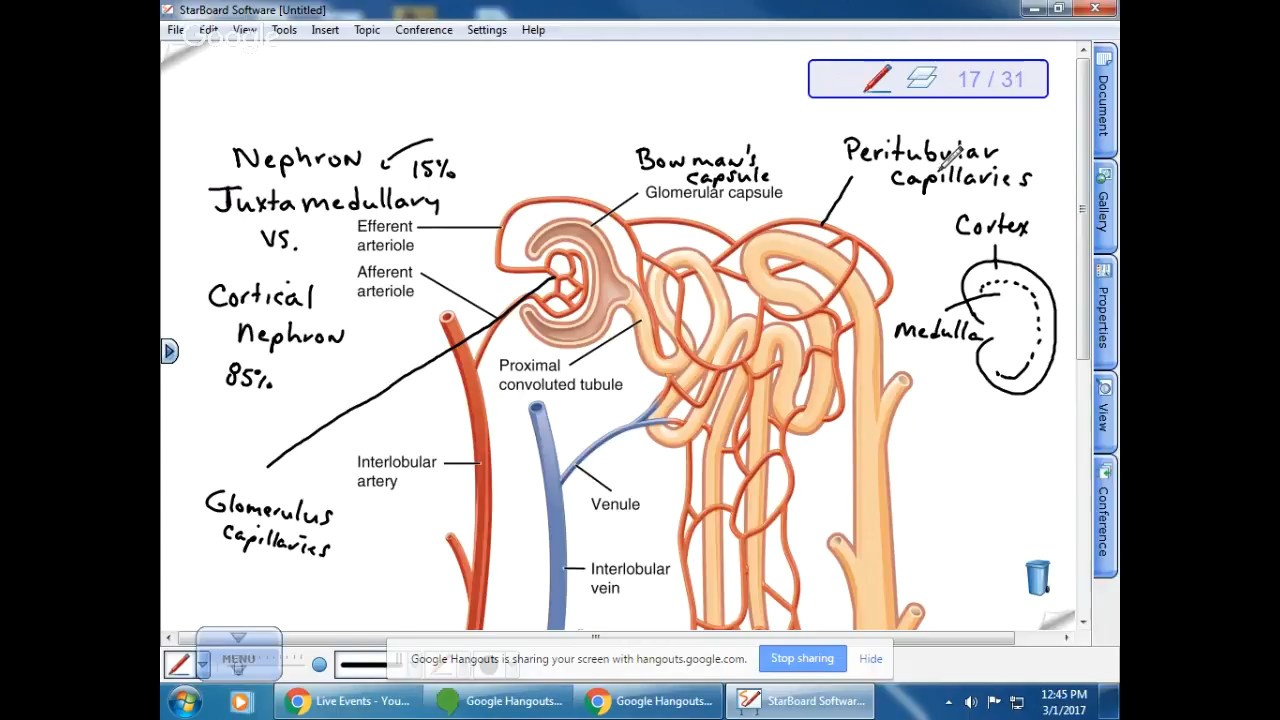 StarBoard Software [Untitled]
File Edit View Tools Insert Topic Conference Settings Help
Google
17 / 31
Nephron 15%
Juxtamedullary
vs.
Cortical
Nephron
85%
Bowman's
capsule
Glomerular capsule
Peritubular
capillaries
Cortex
Medulla
Efferent
arteriole
Afferent
arteriole
Proximal
convoluted tubule
Interlobular
artery
Venule
Interlobular
vein
Glomerulus
capillaries
Document
Gallery
Properties
View
Conference
MENU
Google Hangouts is sharing your screen with hangouts.google.com.
Stop sharing
Hide
Live Events - You...
Google Hangouts...
Google Hangouts...
StarBoard Softwar...
12:45 PM
3/1/2017